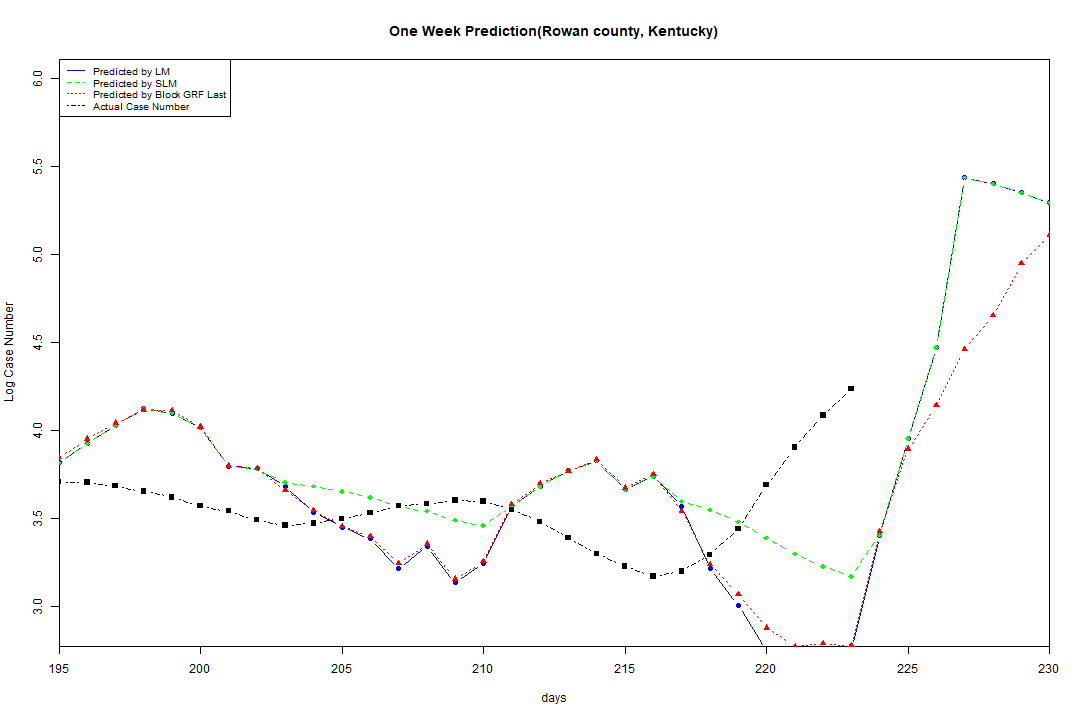 One Week Prediction(Rowan county, Kentucky)
Predicted by LM
Predicted by SLM
Predicted by Block GRF Last
Actual Case Number
6.0
5.5
5.0
4.5
4.0
3.5
3.0
Log Case Number
195 200 205 210 215 220 225 230
days